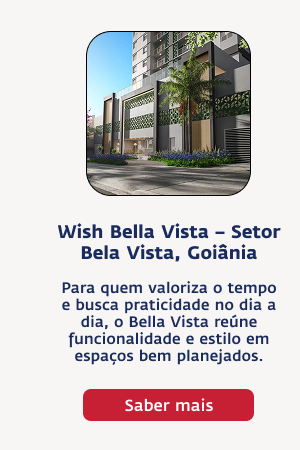 Wish Bella Vista – Setor
Bela Vista, Goiânia
Para quem valoriza o tempo
e busca praticidade no dia a
dia, o Bella Vista reúne
funcionalidade e estilo em
espaços bem planejados.
Saber mais